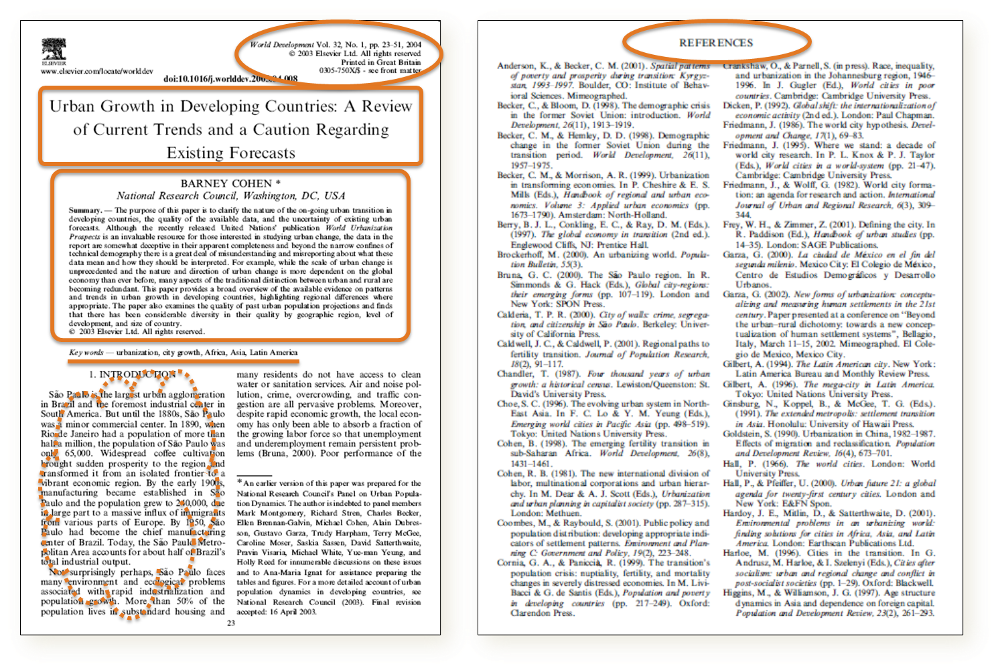 World Development Vol. 32, No. 1, pp. 23–51, 2004
© 2003 Elsevier Ltd. All rights reserved
Printed in Great Britain
0305-750X/$ - see front matter
ELSEVIER
www.elsevier.com/locate/worlddev
doi:10.1016/j.worlddev.2003.04.008
Urban Growth in Developing Countries: A Review
of Current Trends and a Caution Regarding
Existing Forecasts
BARNEY COHEN *
National Research Council, Washington, DC, USA
Summary. — The purpose of this paper is to clarify the nature of the on-going urban transition in
developing countries, the quality of the available data, and the uncertainty of existing urban
forecasts. Although the recently released United Nations' publication World Urbanization
Prospects is an invaluable resource for those interested in studying urban change, the data in the
report are somewhat deceptive in their apparent completeness and beyond the narrow confines of
technical demography there is a great deal of misunderstanding and misreporting about what these
data mean and how they should be interpreted. For example, while the scale of urban change is
unprecedented and the nature and direction of urban change is more dependent on the global
economy than ever before, many aspects of the traditional distinction between urban and rural are
becoming redundant. This paper provides a broad overview of the available evidence on patterns
and trends in urban growth in developing countries, highlighting regional differences where
appropriate. The paper also examines the quality of past urban population projections and finds
that there has been considerable diversity in their quality by geographic region, level of
development, and size of country.
© 2003 Elsevier Ltd. All rights reserved.
Key words — urbanization, city growth, Africa, Asia, Latin America
1. INTRODUCTION
São Paulo is the largest urban agglomeration
in Brazil and the foremost industrial center in
South America. But until the 1880s, São Paulo
was a minor commercial center. In 1890, when
Rio de Janeiro had a population of more than
half a million, the population of São Paulo was
only 65,000. Widespread coffee cultivation
brought sudden prosperity to the region and
transformed it from an isolated frontier to a
vibrant economic region. By the early 1900s,
manufacturing became established in São
Paulo and the population grew to 240,000, due
in large part to a massive influx of immigrants
from various parts of Europe. By 1950, São
Paulo had become the chief manufacturing
center of Brazil. Today, the São Paulo Metro-
politan Area accounts for about half of Brazil's
total industrial output.
Not surprisingly perhaps, São Paulo faces
many environment and ecological problems
associated with rapid industrialization and
population growth. More than 50% of the
population lives in substandard housing and
many residents do not have access to clean
water or sanitation services. Air and noise pol-
lution, crime, overcrowding, and traffic con-
gestion are all pervasive problems. Moreover,
despite rapid economic growth, the local econ-
omy has only been able to absorb a fraction of
the growing labor force so that unemployment
and underemployment remain persistent prob-
lems (Bruna, 2000). Poor performance of the
* An earlier version of this paper was prepared for the
National Research Council's Panel on Urban Popula-
tion Dynamics. The author is indebted to panel members
Mark Montgomery, Richard Stren, Charles Becker,
Ellen Brennan-Galvin, Michael Cohen, Alain Dubres-
son, Gustavo Garza, Trudy Harpham, Terry McGee,
Caroline Moser, Saskia Sassen, David Satterthwaite,
Pravin Visaria, Michael White, Yue-man Yeung, and
Holly Reed for innumerable discussions on these issues
and to Ana-Maria Ignat for assistance preparing the
tables and figures. For a more detailed account of urban
population dynamics in developing countries, see
National Research Council (2003). Final revision
accepted: 16 April 2003.
23
REFERENCES
Anderson, K., & Becker, C. M. (2001). Spatial patterns
of poverty and prosperity during transition: Kyrgyz-
stan, 1993–1997. Boulder, CO: Institute of Behav-
ioral Sciences. Mimeographed.
Becker, C., & Bloom, D. (1998). The demographic crisis
in the former Soviet Union: introduction. World
Development, 26(11), 1913–1919.
Becker, C. M., & Hemley, D. D. (1998). Demographic
change in the former Soviet Union during the
transition period. World Development, 26(11),
1957–1975.
Becker, C. M., & Morrison, A. R. (1999). Urbanization
in transforming economies. In P. Cheshire & E. S.
Mills (Eds.), Handbook of regional and urban eco-
nomics. Volume 3: Applied urban economics (pp.
1673–1790). Amsterdam: North-Holland.
Berry, B. J. L., Conkling, E. C., & Ray, D. M. (Eds.).
(1997). The global economy in transition (2nd ed.).
Englewood Cliffs, NJ: Prentice Hall.
Brockerhoff, M. (2000). An urbanizing world. Popula-
tion Bulletin, 55(3).
Bruna, G. C. (2000). The São Paulo region. In R.
Simmonds & G. Hack (Eds.), Global city-regions:
their emerging forms (pp. 107–119). London and
New York: SPON Press.
Calderia, T. P. R. (2000). City of walls: crime, segrega-
tion, and citizenship in São Paulo. Berkeley: Univer-
sity of California Press.
Caldwell, J. C., & Caldwell, P. (2001). Regional paths to
fertility transition. Journal of Population Research,
18(2), 91–117.
Chandler, T. (1987). Four thousand years of urban
growth: a historical census. Lewiston/Queenston: St.
David's University Press.
Choe, S. C. (1996). The evolving urban system in North-
East Asia. In F. C. Lo & Y. M. Yeung (Eds.),
Emerging world cities in Pacific Asia (pp. 498–519).
Tokyo: United Nations University Press.
Cohen, B. (1998). The emerging fertility transition in
sub-Saharan Africa. World Development, 26(8),
1431–1461.
Cohen, R. B. (1981). The new international division of
labor, multinational corporations and urban hierar-
chy. In M. Dear & A. J. Scott (Eds.), Urbanization
and urban planning in capitalist society (pp. 287–315).
London: Methuen.
Coombes, M., & Raybould, S. (2001). Public policy and
population distribution: developing appropriate indi-
cators of settlement patterns. Environment and Plan-
ning C: Government and Policy, 19(2), 223–248.
Cornia, G. A., & Paniccià, R. (1999). The transition's
population crisis: nuptiality, fertility, and mortality
changes in severely distressed economies. In M. Livi-
Bacci & G. de Santis (Eds.), Population and poverty
in developing countries (pp. 217–249). Oxford:
Clarendon Press.
Crankshaw, O., & Parnell, S. (in press). Race, inequality,
and urbanization in the Johannesburg region, 1946–
1996. In J. Gugler (Ed.), World cities in poor
countries. Cambridge: Cambridge University Press.
Dicken, P. (1992). Global shift: the internationalization of
economic activity (2nd ed.). London: Paul Chapman.
Friedmann, J. (1986). The world city hypothesis. Devel-
opment and Change, 17(1), 69–83.
Friedmann, J. (1995). Where we stand: a decade of
world city research. In P. L. Knox & P. J. Taylor
(Eds.), World cities in a world-system (pp. 21–47).
Cambridge: Cambridge University Press.
Friedmann, J., & Wolff, G. (1982). World city forma-
tion: an agenda for research and action. International
Journal of Urban and Regional Research, 6(3), 309–
344.
Frey, W. H., & Zimmer, Z. (2001). Defining the city. In
R. Paddison (Ed.), Handbook of urban studies (pp.
14–35). London: SAGE Publications.
Garza, G. (2000). La ciudad de México en el fin del
segundo milenio. Mexico City: El Colegio de México,
Centro de Estudios Demográficos y Desarrollo
Urbanos.
Garza, G. (2002). New forms of urbanization: conceptu-
alizing and measuring human settlements in the 21st
century. Paper presented at a conference on “Beyond
the urban–rural dichotomy: towards a new concep-
tualization of human settlement systems”, Bellagio,
Italy, March 11–15, 2002. Mimeographed. El Cole-
gio de Mexico, Mexico City.
Gilbert, A. (1994). The Latin American city. New York:
Latin America Bureau and Monthly Review Press.
Gilbert, A. (1996). The mega-city in Latin America.
Tokyo: United Nations University Press.
Ginsburg, N., Koppel, B., & McGee, T. G. (Eds.).
(1991). The extended metropolis: settlement transition
in Asia. Honolulu: University of Hawaii Press.
Goldstein, S. (1990). Urbanization in China, 1982–1987.
Effects of migration and reclassification. Population
and Development Review, 16(4), 673–701.
Hall, P. (1966). The world cities. London: World
University Press.
Hall, P., & Pfeiffer, U. (2000). Urban future 21: a global
agenda for twenty-first century cities. London and
New York: E&FN Spon.
Hardoy, J. E., Mitlin, D., & Satterthwaite, D. (2001).
Environmental problems in an urbanizing world:
finding solutions for cities in Africa, Asia, and Latin
America. London: Earthscan Publications Ltd.
Harloe, M. (1996). Cities in the transition. In G.
Andrusz, M. Harloe, & I. Szelenyi (Eds.), Cities after
socialism: urban and regional change and conflict in
post-socialist societies (pp. 1–29). Oxford: Blackwell.
Higgins, M., & Williamson, J. G. (1997). Age structure
dynamics in Asia and dependence on foreign capital.
Population and Development Review, 23(2), 261–293.